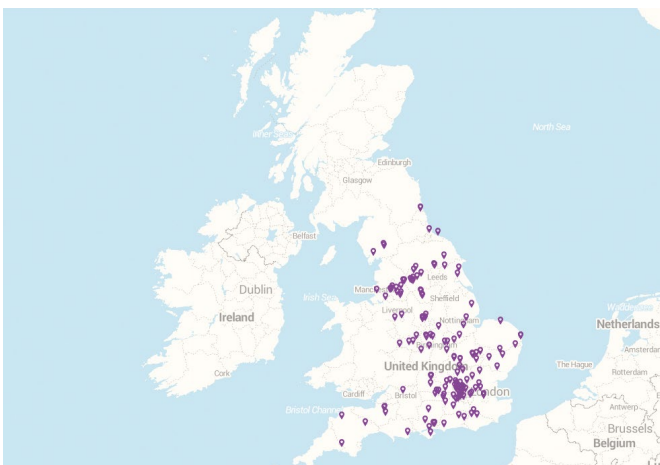 North Sea
Edinburgh
Glasgow
Belfast
Leeds
Dublin
Irish Sea
Sheffield
Liverpool
Ireland
Nottingham
Netherlands
Amsterdam
The Hague
United Kingdom
Rotterdam
Cork
Cardiff
Bristol
London
Antwerp
Bristol Channel
Brussels
Belgium